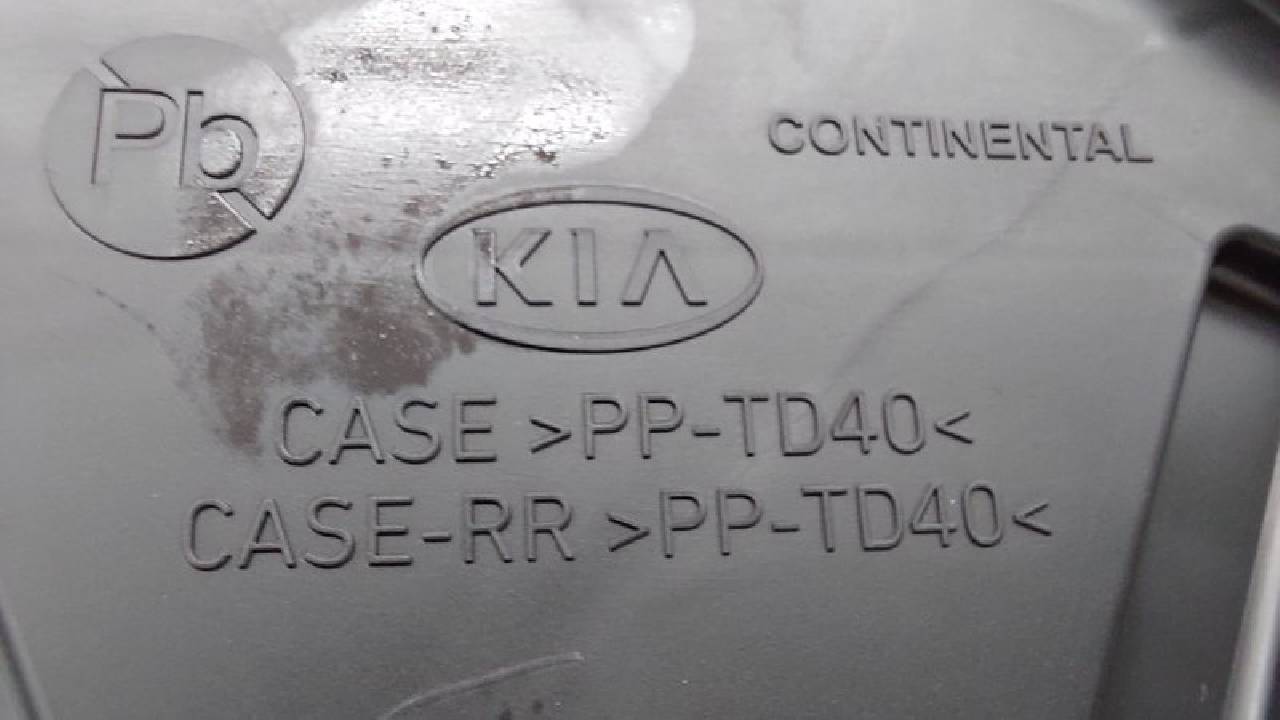 Pb
CONTINENTAL
KIA
CASE >PP-TD40<
CASE-RR >PP-TD40<